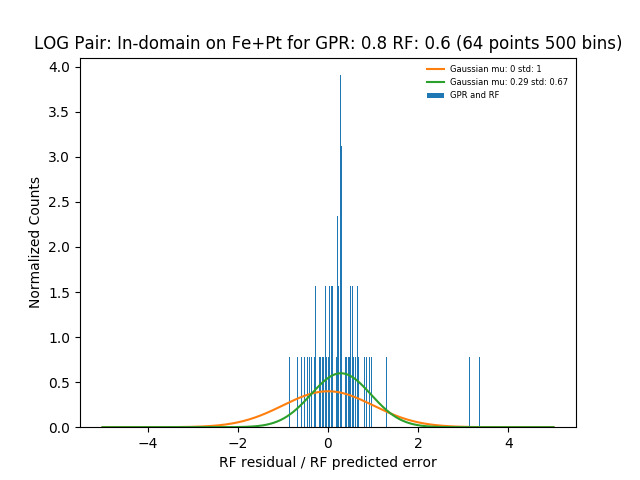 LOG Pair: In-domain on Fe+Pt for GPR: 0.8 RF: 0.6 (64 points 500 bins)
Gaussian mu: 0 std: 1
Gaussian mu: 0.29 std: 0.67
GPR and RF
4.0
3.5
3.0
2.5
2.0
1.5
1.0
0.5
0.0
Normalized Counts
−4
−2
0
2
4
RF residual / RF predicted error